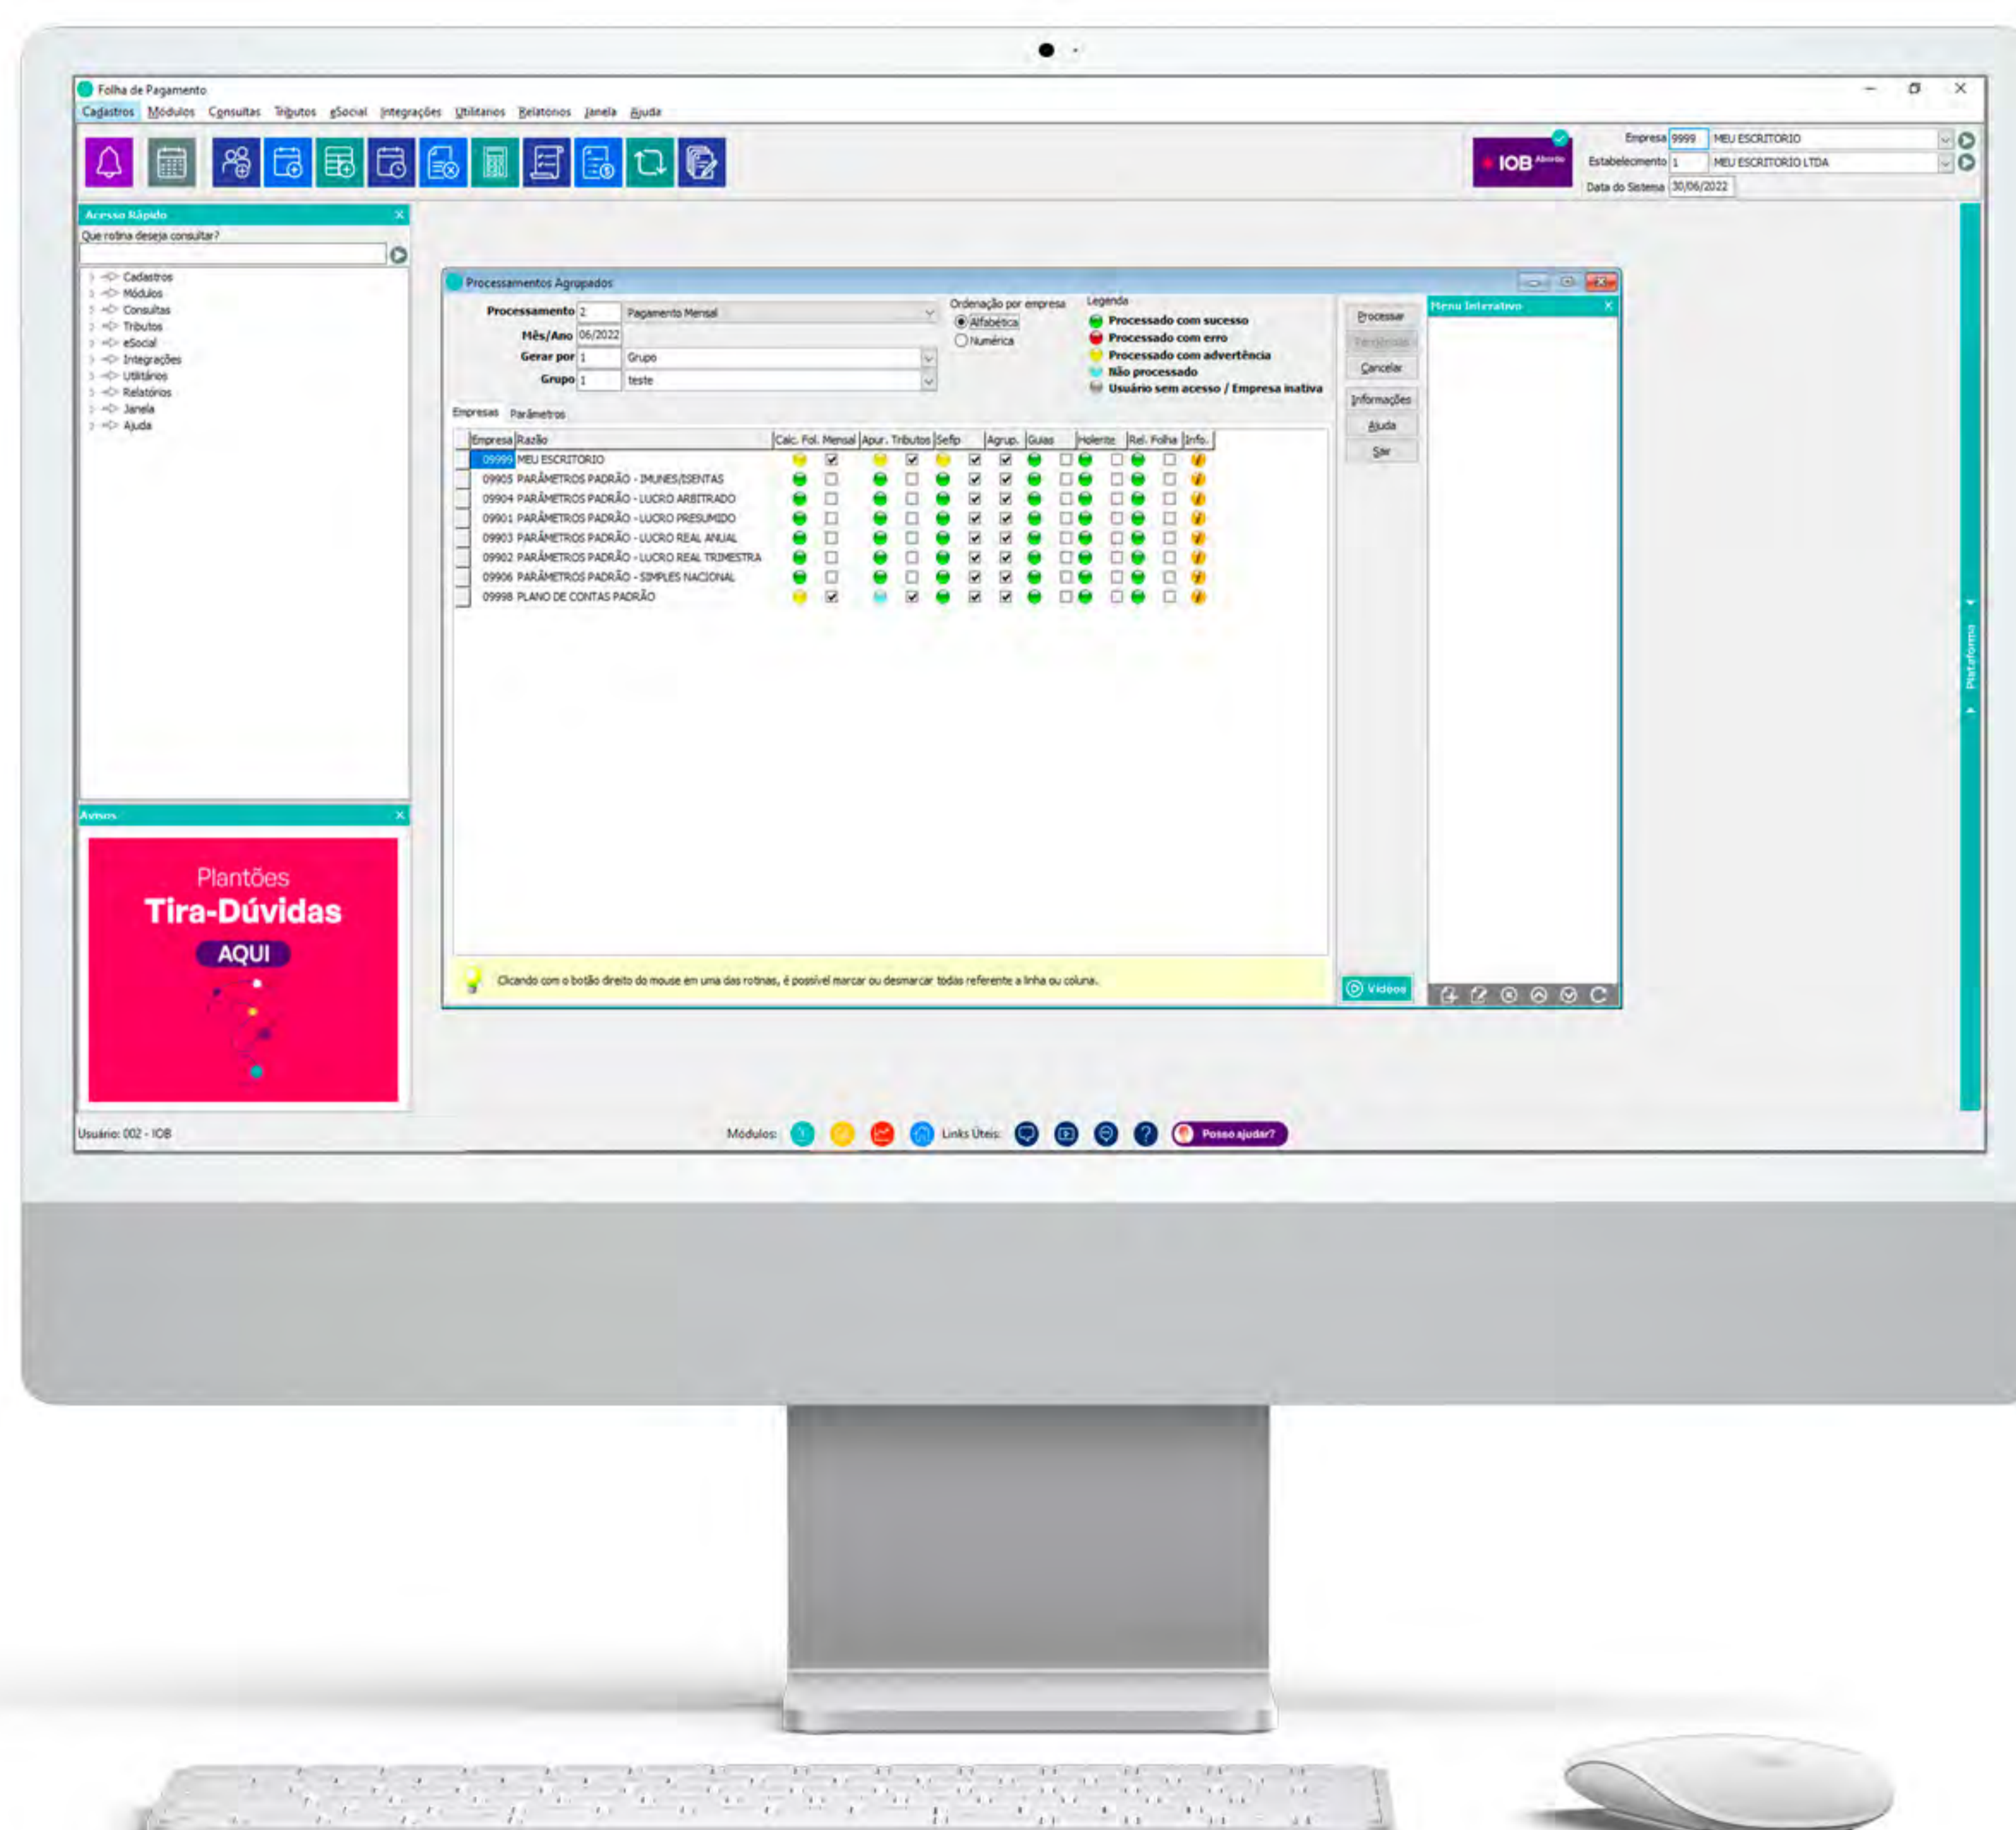 Folha de Pagamento
Cadastros Módulos Consultas Tributos eSocial Integrações Utilitarios Relatorios Janela Ajuda
IOB
Empresa 9999 MEU ESCRITORIO
Estabelecimento 1 MEU ESCRITORIO LTDA
Data do Sistema 30/06/2022
Acesso Rápido
Que rotina deseja consultar?
Cadastros
Módulos
Consultas
Tributos
eSocial
Integrações
Utilitários
Relatórios
Janela
Ajuda
Processamentos Agrupados
Processamento 2 Pagamento Mensal
Mês/Ano 06/2022
Gerar por 1 Grupo
Grupo 1 teste
Ordenação por empresa
Alfabética
Numérica
Legenda
Processado com sucesso
Processado com erro
Processado com advertência
Não processado
Usuário sem acesso / Empresa inativa
Processar
Cancelar
Informações
Ajuda
Sair
Menu Interativo
Empresas Parâmetros
Empresa Razão Calc. Fol. Mensal Apur. Tributos Sefip Agrup. Guias Holerite Rel. Folha Info.
09999 MEU ESCRITORIO
09905 PARÂMETROS PADRÃO - IMUNES/ISENTAS
09904 PARÂMETROS PADRÃO - LUCRO ARBITRADO
09901 PARÂMETROS PADRÃO - LUCRO PRESUMIDO
09903 PARÂMETROS PADRÃO - LUCRO REAL ANUAL
09902 PARÂMETROS PADRÃO - LUCRO REAL TRIMESTRA
09906 PARÂMETROS PADRÃO - SIMPLES NACIONAL
09998 PLANO DE CONTAS PADRÃO
Clicando com o botão direito do mouse em uma das rotinas, é possível marcar ou desmarcar todas referente a linha ou coluna.
Vídeos
Plataforma
Avisos
Plantões
Tira-Dúvidas
AQUI
Usuário: 002 - IOB
Módulos:
Links Úteis:
Posso ajudar?